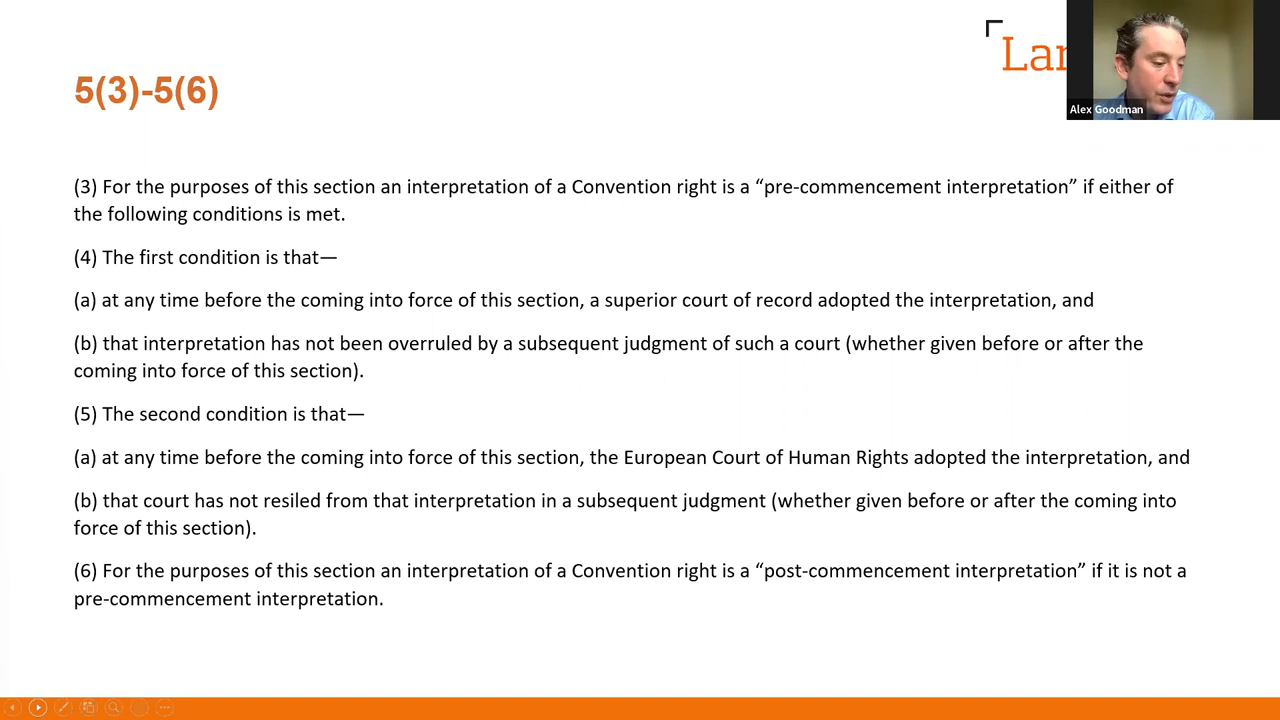 Lar
Alex Goodman
5(3)-5(6)
(3) For the purposes of this section an interpretation of a Convention right is a “pre-commencement interpretation” if either of
the following conditions is met.
(4) The first condition is that—
(a) at any time before the coming into force of this section, a superior court of record adopted the interpretation, and
(b) that interpretation has not been overruled by a subsequent judgment of such a court (whether given before or after the
coming into force of this section).
(5) The second condition is that—
(a) at any time before the coming into force of this section, the European Court of Human Rights adopted the interpretation, and
(b) that court has not resiled from that interpretation in a subsequent judgment (whether given before or after the coming into
force of this section).
(6) For the purposes of this section an interpretation of a Convention right is a “post-commencement interpretation” if it is not a
pre-commencement interpretation.